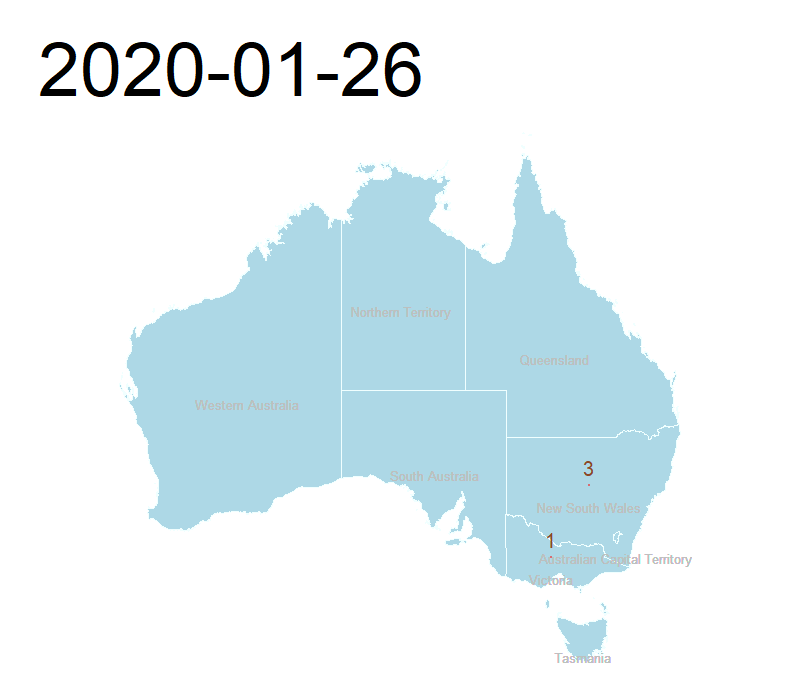 2020-01-26
Northern Territory
Queensland
Western Australia
3
South Australia
New South Wales
1
Australian Capital Territory
Victoria
Tasmania